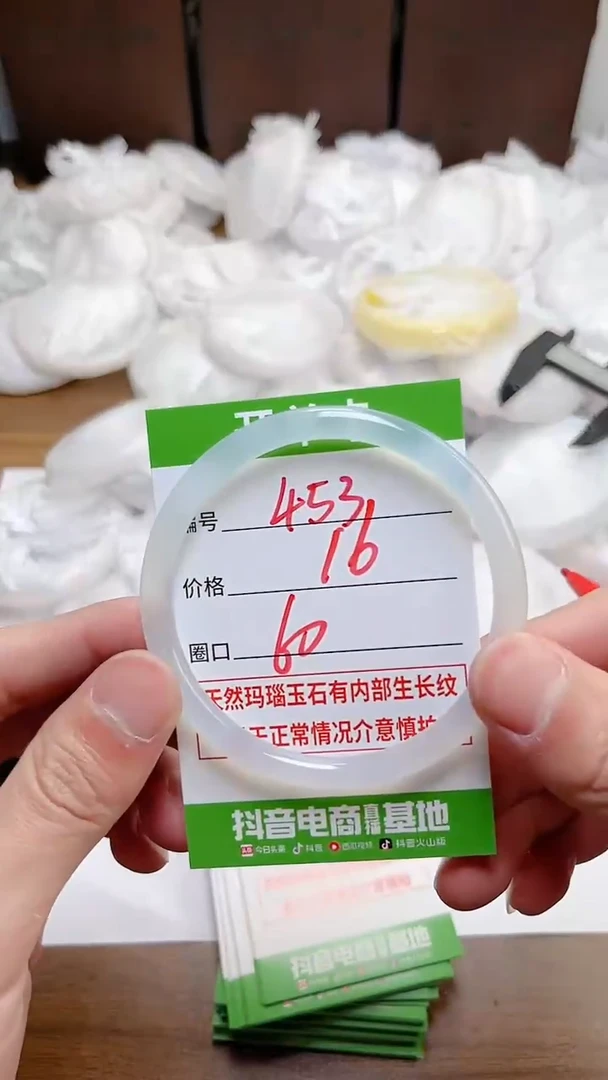 号 453
价格 16
圈口 60
天然玛瑙玉石有内部生长纹
正常情况介意慎拍
抖音电商直播基地
今日头条 抖音 西瓜视频 抖音火山版
抖音电商 基地